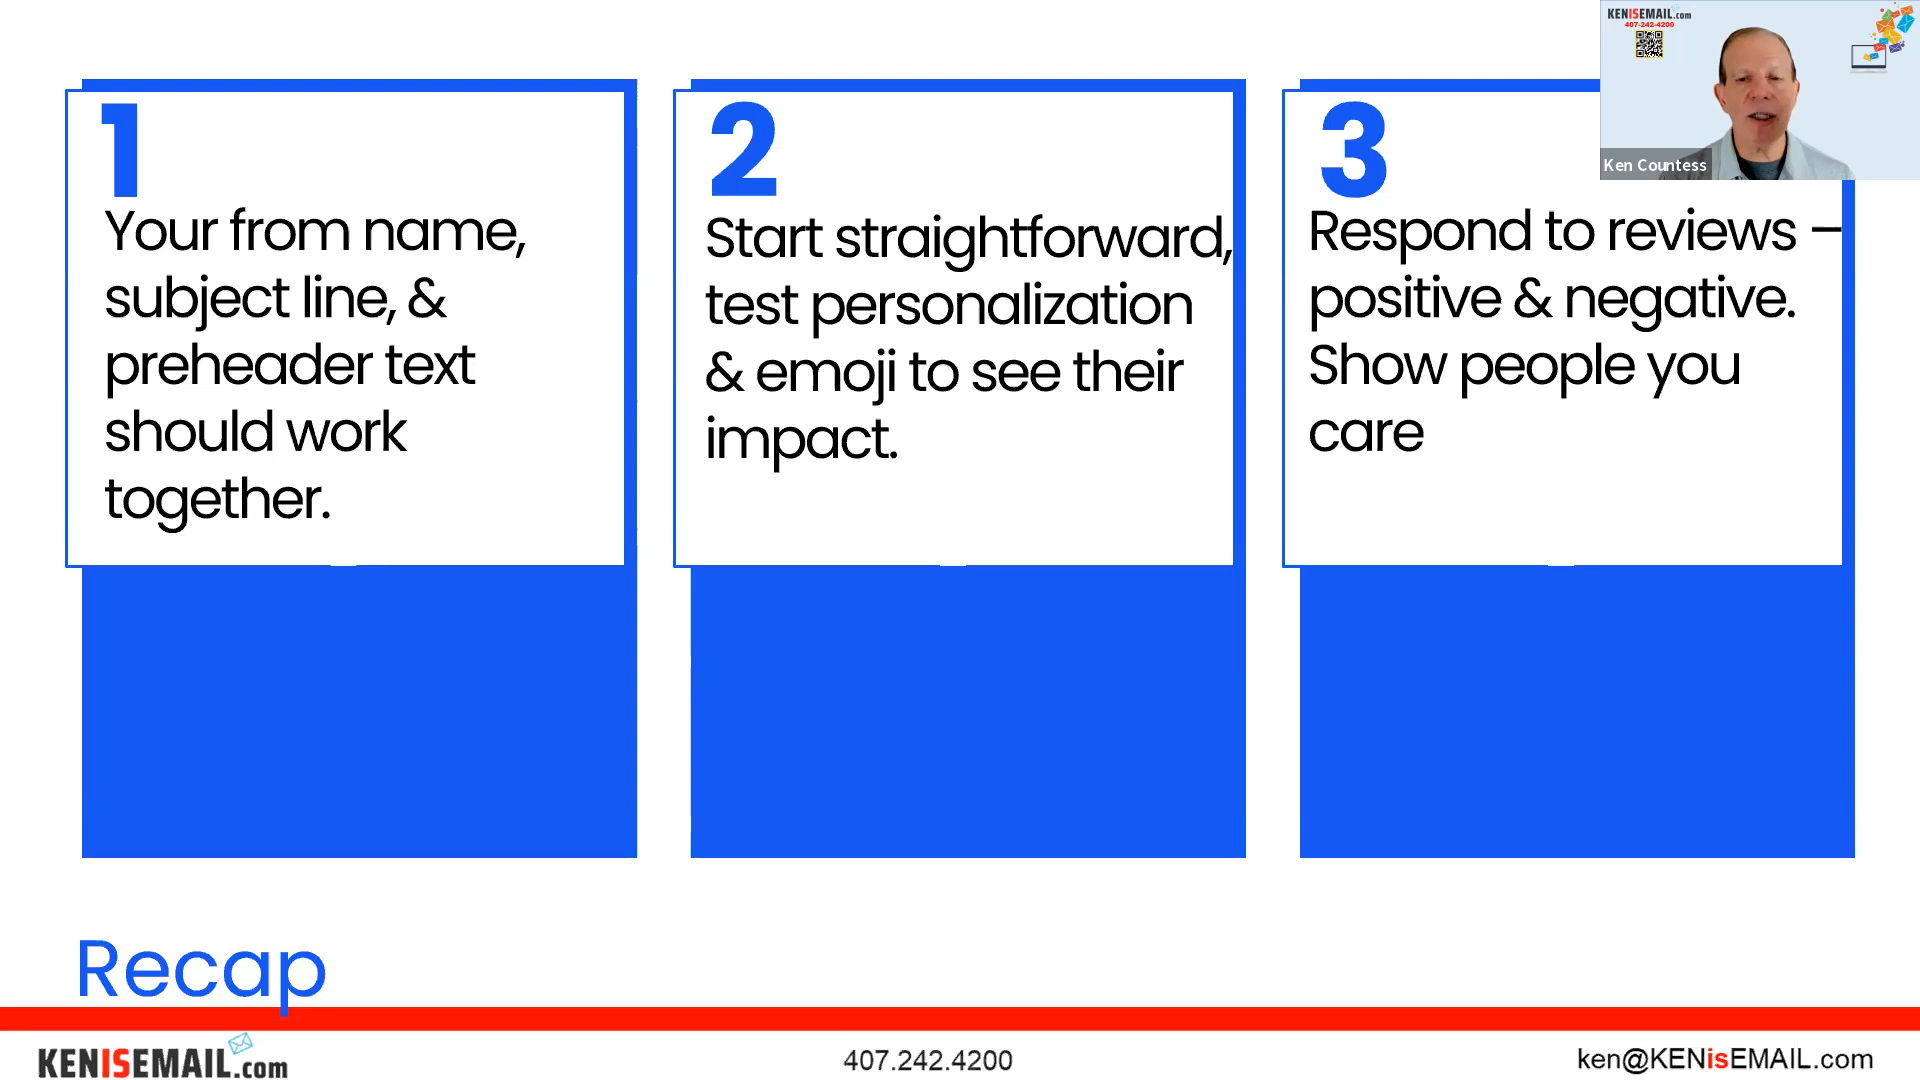 KENISEMAIL.com
407-242-4200
Ken Countess
1
Your from name,
subject line, &
preheader text
should work
together.
2
Start straightforward,
test personalization
& emoji to see their
impact.
3
Respond to reviews –
positive & negative.
Show people you
care
Recap
KENISEMAIL.com
407.242.4200
ken@KENisEMAIL.com